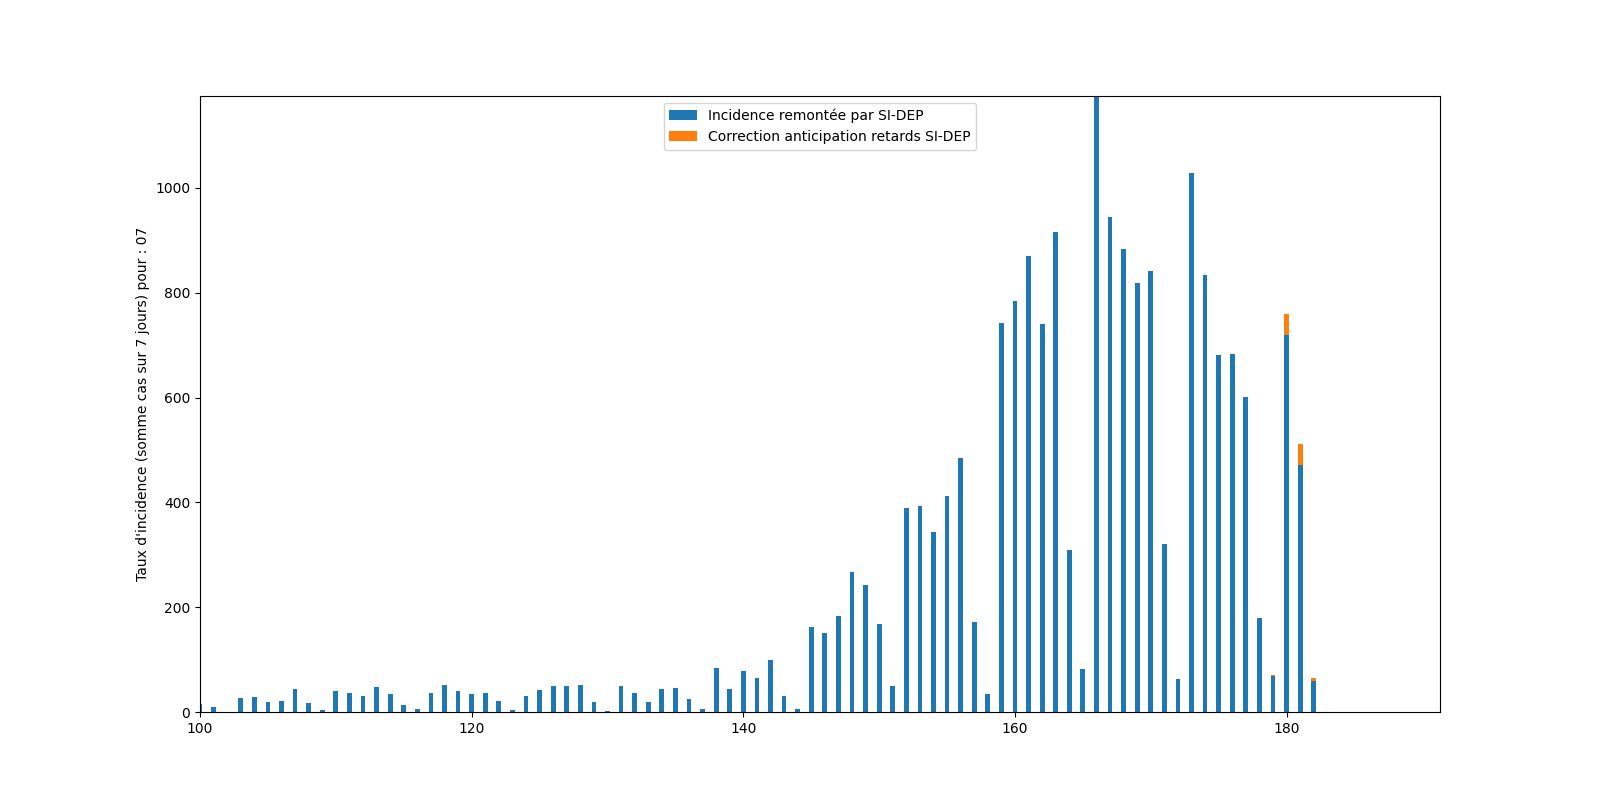 Incidence remontée par SI-DEP
Correction anticipation retards SI-DEP
Taux d'incidence (somme cas sur 7 jours) pour : 07
1000
800
600
400
200
0
100 120 140 160 180